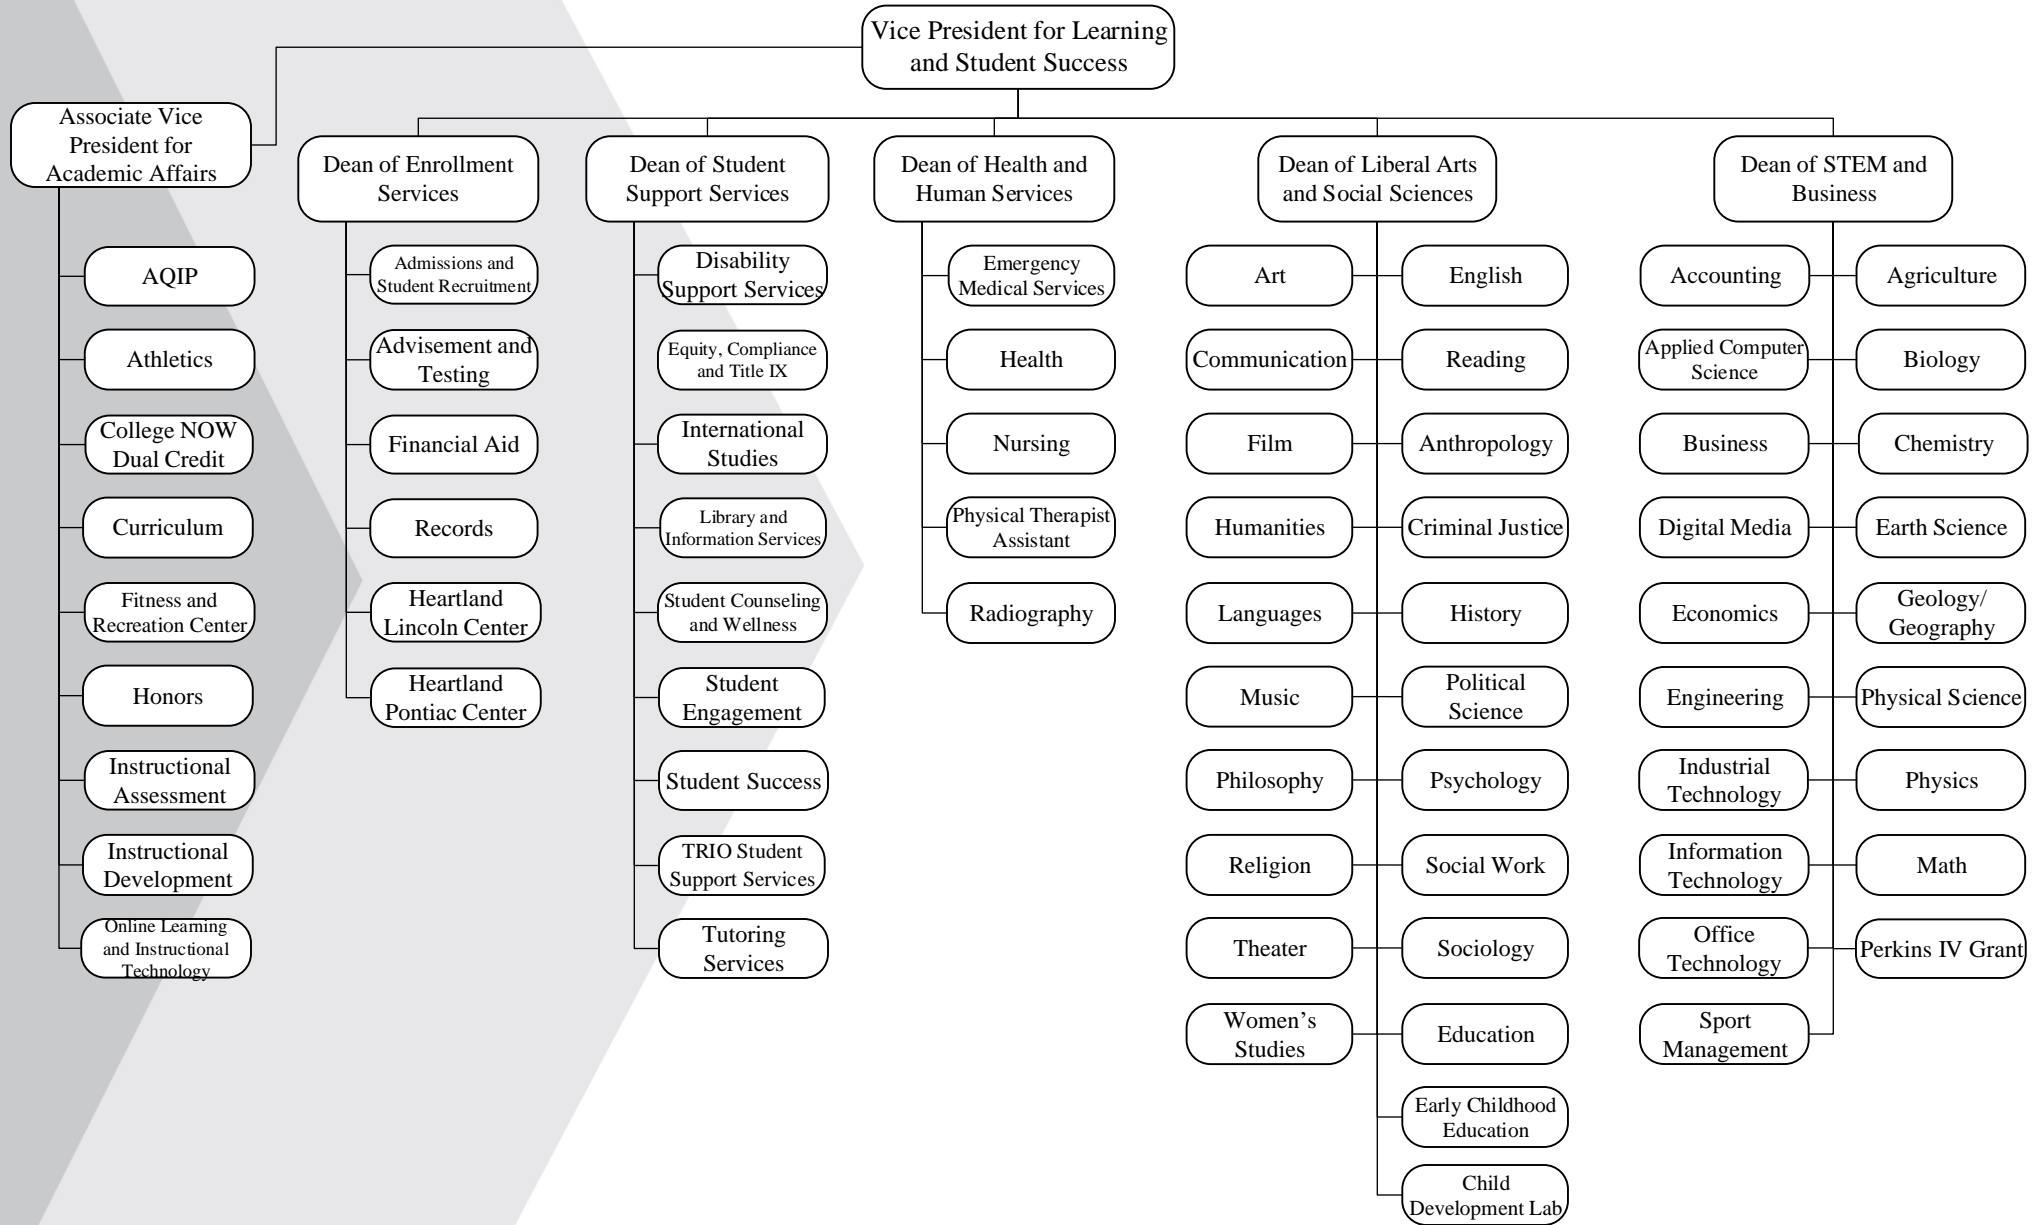 Vice President for Learning
and Student Success
Associate Vice
President for
Academic Affairs
AQIP
Athletics
College NOW
Dual Credit
Curriculum
Fitness and
Recreation Center
Honors
Instructional
Assessment
Instructional
Development
Online Learning
and Instructional
Technology
Dean of Enrollment
Services
Admissions and
Student Recruitment
Advisement and
Testing
Financial Aid
Records
Heartland
Lincoln Center
Heartland
Pontiac Center
Dean of Student
Support Services
Disability
Support Services
Equity, Compliance
and Title IX
International
Studies
Library and
Information Services
Student Counseling
and Wellness
Student
Engagement
Student Success
TRIO Student
Support Services
Tutoring
Services
Dean of Health and
Human Services
Emergency
Medical Services
Health
Nursing
Physical Therapist
Assistant
Radiography
Dean of Liberal Arts
and Social Sciences
Art
Communication
Film
Humanities
Languages
Music
Philosophy
Religion
Theater
Women’s
Studies
English
Reading
Anthropology
Criminal Justice
History
Political
Science
Psychology
Social Work
Sociology
Education
Early Childhood
Education
Child
Development Lab
Dean of STEM and
Business
Accounting
Applied Computer
Science
Business
Digital Media
Economics
Engineering
Industrial
Technology
Information
Technology
Office
Technology
Sport
Management
Agriculture
Biology
Chemistry
Earth Science
Geology/
Geography
Physical Science
Physics
Math
Perkins IV Grant